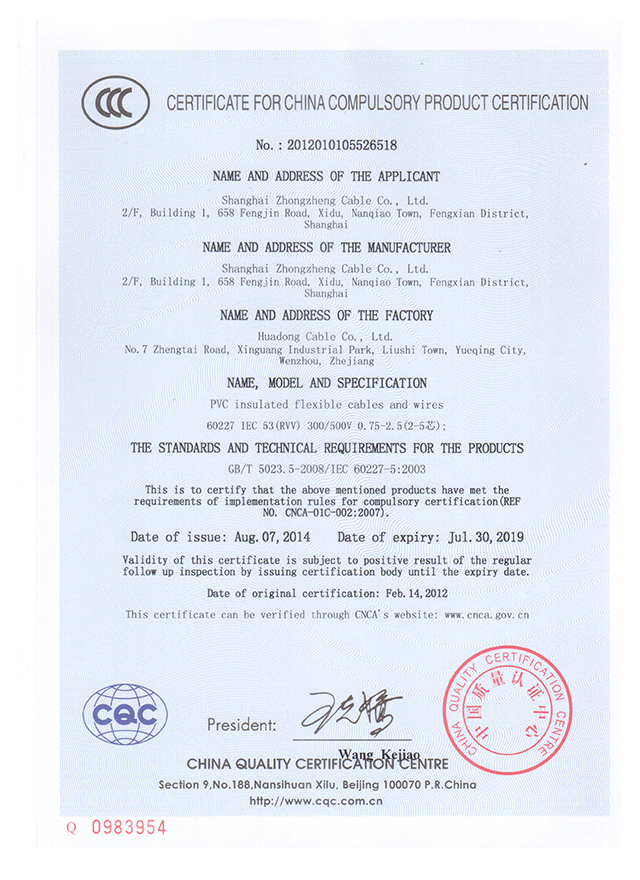 CCC
CERTIFICATE FOR CHINA COMPULSORY PRODUCT CERTIFICATION
No.: 2012010105526518
NAME AND ADDRESS OF THE APPLICANT
Shanghai Zhongzheng Cable Co., Ltd.
2/F, Building 1, 658 Fengjin Road, Xidu, Nanqiao Town, Fengxian District,
Shanghai
NAME AND ADDRESS OF THE MANUFACTURER
Shanghai Zhongzheng Cable Co., Ltd.
2/F, Building 1, 658 Fengjin Road, Xidu, Nanqiao Town, Fengxian District,
Shanghai
NAME AND ADDRESS OF THE FACTORY
Huadong Cable Co., Ltd.
No.7 Zhengtai Road, Xinguang Industrial Park, Liushi Town, Yueqing City,
Wenzhou, Zhejiang
NAME, MODEL AND SPECIFICATION
PVC insulated flexible cables and wires
60227 IEC 53(RVV) 300/500V 0.75-2.5(2-5芯);
THE STANDARDS AND TECHNICAL REQUIREMENTS FOR THE PRODUCTS
GB/T 5023.5-2008/IEC 60227-5:2003
This is to certify that the above mentioned products have met the
requirements of implementation rules for compulsory certification(REF
NO. CNCA-01C-002:2007).
Date of issue: Aug.07,2014 Date of expiry: Jul.30,2019
Validity of this certificate is subject to positive result of the regular
follow up inspection by issuing certification body until the expiry date.
Date of original certification: Feb.14,2012
This certificate can be verified through CNCA's website: www.cnca.gov.cn
CHINA QUALITY CERTIFICATION CENTRE
中国质量认证中心
CQC
President:
Wang Kejiao
CHINA QUALITY CERTIFICATION CENTRE
Section 9,No.188,Nansihuan Xilu, Beijing 100070 P.R.China
http://www.cqc.com.cn
Q 0983954